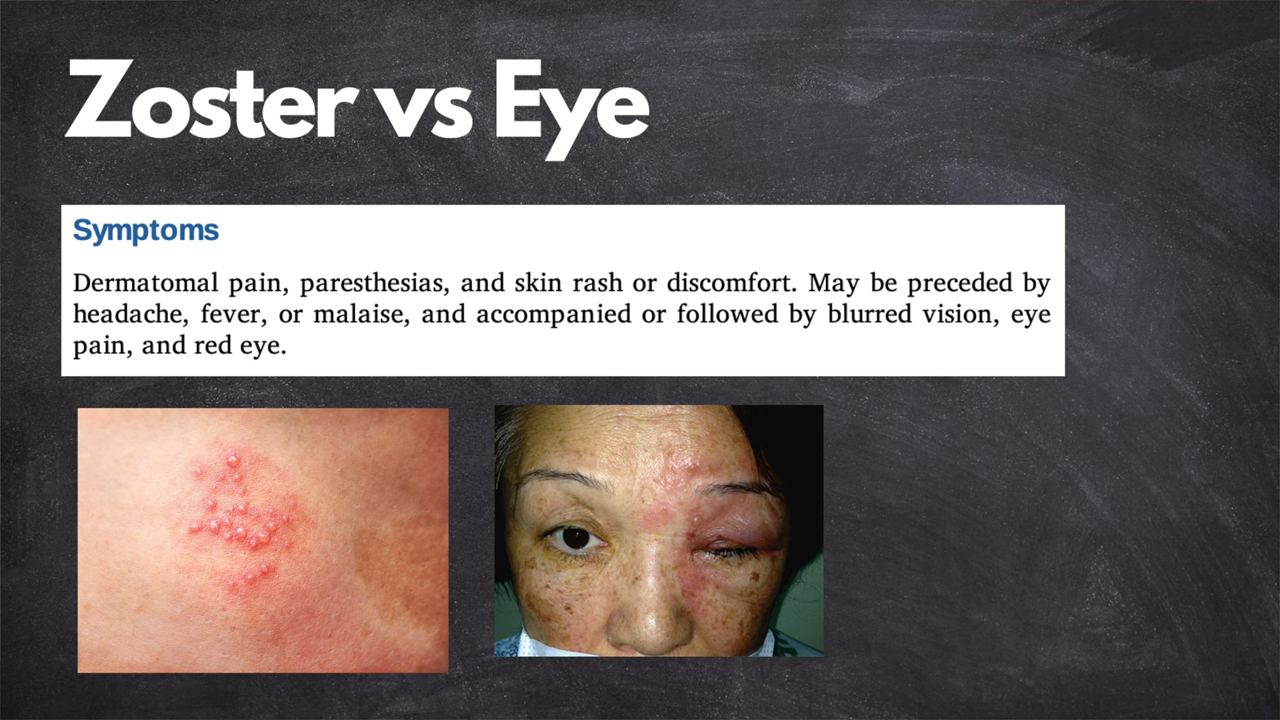 Zoster vs Eye
Symptoms
Dermatomal pain, paresthesias, and skin rash or discomfort. May be preceded by
headache, fever, or malaise, and accompanied or followed by blurred vision, eye
pain, and red eye.